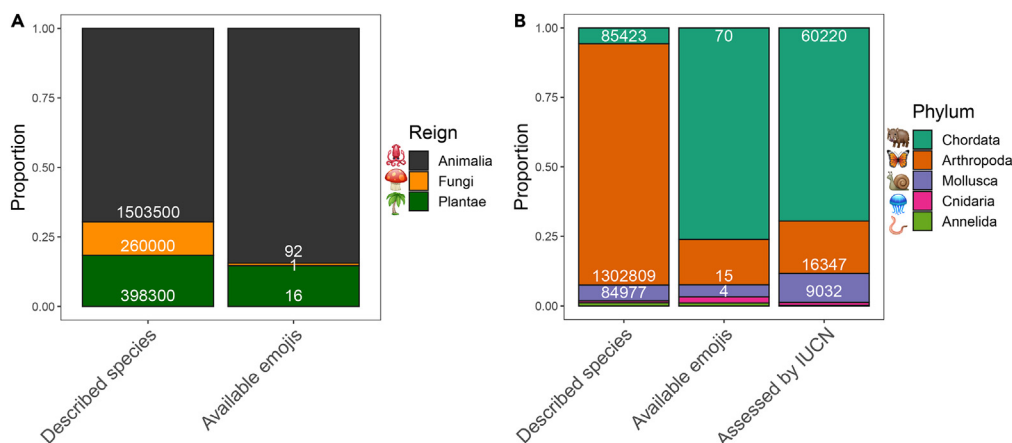 A
Proportion
1.00
0.75
0.50
0.25
0.00
1503500
260000
398300
92
1
16
Described species
Available emojis
Reign
Animalia
Fungi
Plantae
B
Proportion
1.00
0.75
0.50
0.25
0.00
85423
1302809
84977
70
15
4
60220
16347
9032
Described species
Available emojis
Assessed by IUCN
Phylum
Chordata
Arthropoda
Mollusca
Cnidaria
Annelida